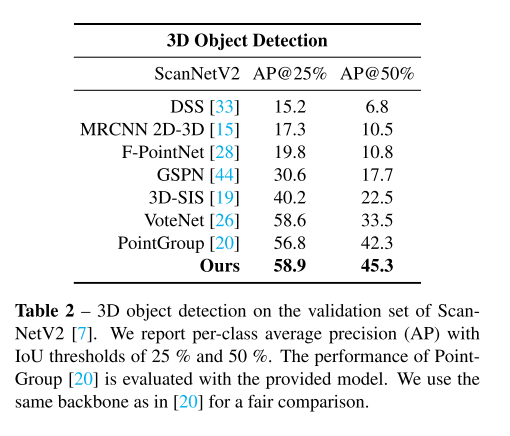 3D Object Detection
ScanNetV2 AP@25% AP@50%
DSS [33] 15.2 6.8
MRCNN 2D-3D [15] 17.3 10.5
F-PointNet [28] 19.8 10.8
GSPN [44] 30.6 17.7
3D-SIS [19] 40.2 22.5
VoteNet [26] 58.6 33.5
PointGroup [20] 56.8 42.3
Ours 58.9 45.3
Table 2 – 3D object detection on the validation set of Scan-
NetV2 [7]. We report per-class average precision (AP) with
IoU thresholds of 25 % and 50 %. The performance of Point-
Group [20] is evaluated with the provided model. We use the
same backbone as in [20] for a fair comparison.